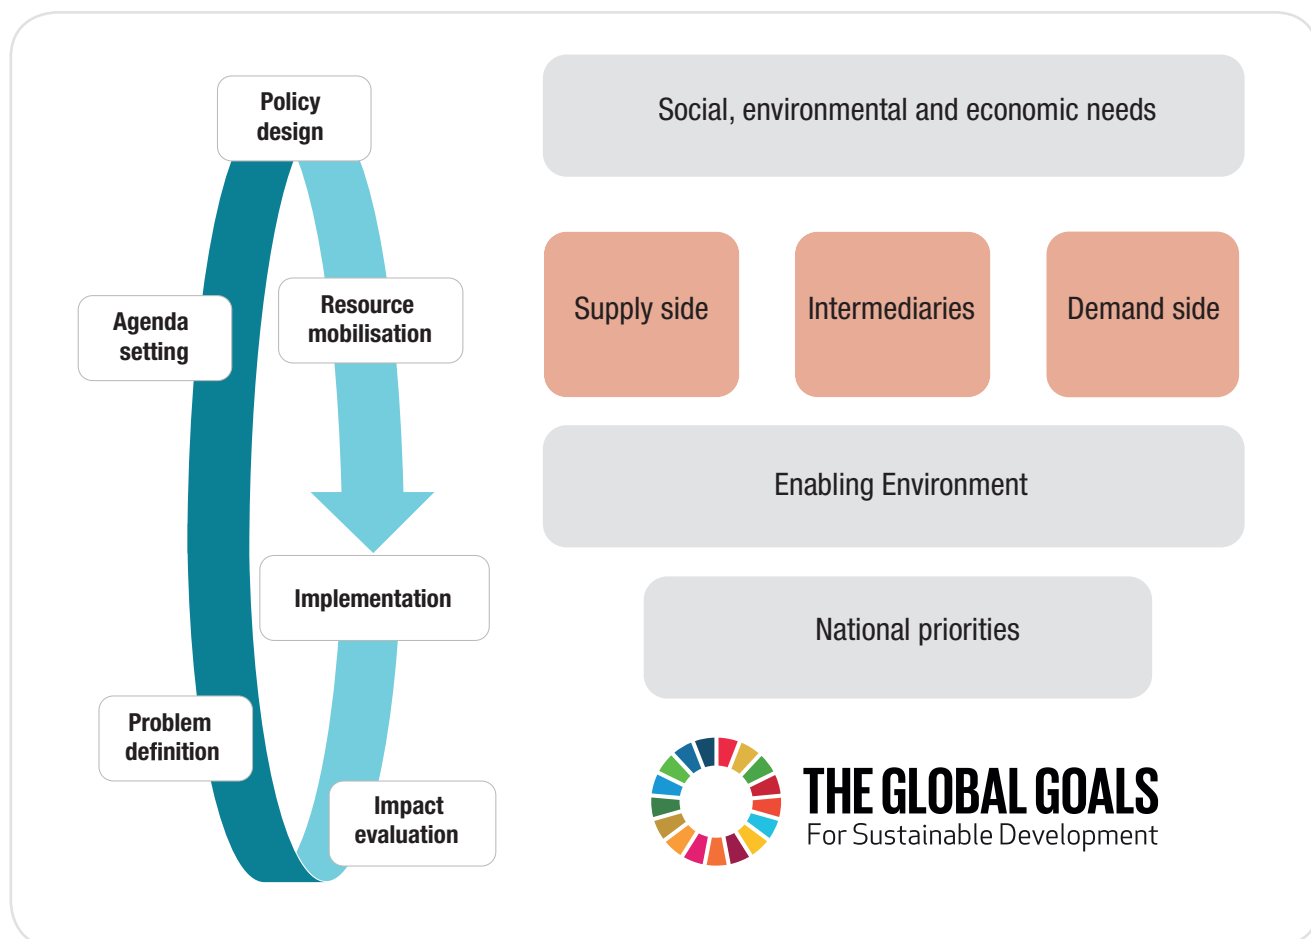 Policy
design
Agenda
setting
Resource
mobilisation
Implementation
Problem
definition
Impact
evaluation
Social, environmental and economic needs
Supply side
Intermediaries
Demand side
Enabling Environment
National priorities
THE GLOBAL GOALS
For Sustainable Development